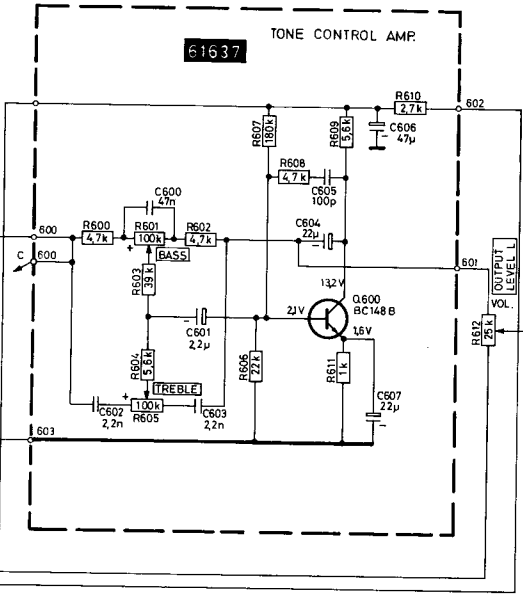 TONE CONTROL AMP.
61637
R610
2,7k
602
R607
180k
R609
5,6k
C606
47µ
R608
4,7k
C605
100p
C600
47n
600
R600
4,7k
R601
100k
R602
4,7k
C604
22µ
+
BASS
C
600
601
OUTPUT
LEVEL L
VOL.
R603
39k
13,2V
Q600
BC148B
2,1V
1,6V
R612
25k
C601
2,2µ
R604
5,6k
R606
22k
R611
1k
TREBLE
+
100k
R605
C602
2,2n
C603
2,2n
C607
22µ
603